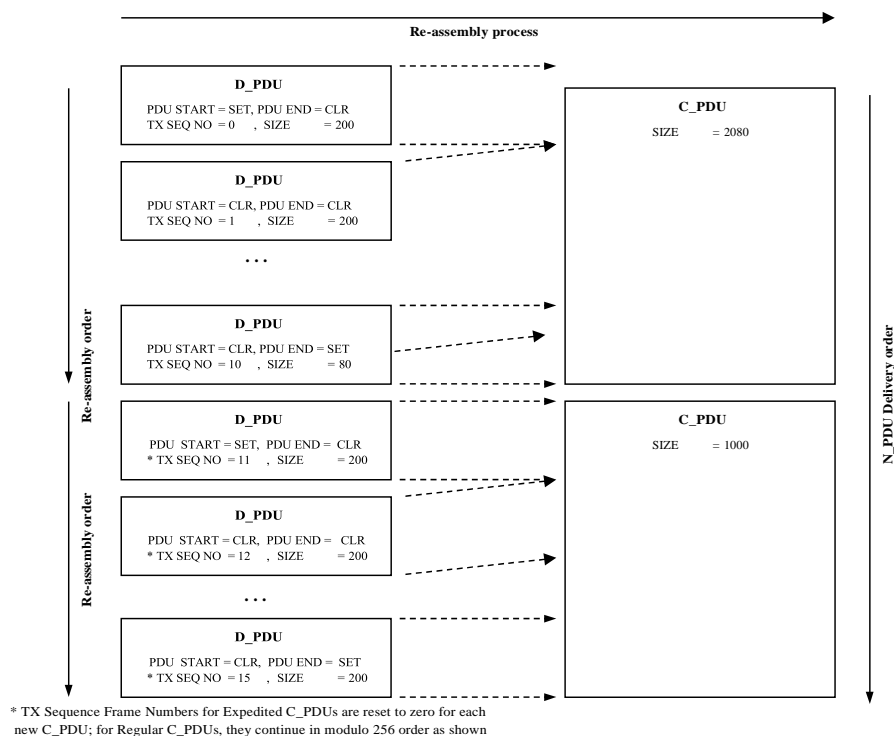 Re-assembly process
D_PDU
PDU START = SET, PDU END = CLR
TX SEQ NO = 0 , SIZE = 200
C_PDU
SIZE = 2080
D_PDU
PDU START = CLR, PDU END = CLR
TX SEQ NO = 1 , SIZE = 200
...
D_PDU
PDU START = CLR, PDU END = SET
TX SEQ NO = 10 , SIZE = 80
Re-assembly order
N_PDU Delivery order
D_PDU
PDU START = SET, PDU END = CLR
* TX SEQ NO = 11 , SIZE = 200
C_PDU
SIZE = 1000
D_PDU
PDU START = CLR, PDU END = CLR
* TX SEQ NO = 12 , SIZE = 200
Re-assembly order
...
D_PDU
PDU START = CLR, PDU END = SET
* TX SEQ NO = 15 , SIZE = 200
* TX Sequence Frame Numbers for Expedited C_PDUs are reset to zero for each
new C_PDU; for Regular C_PDUs, they continue in modulo 256 order as shown